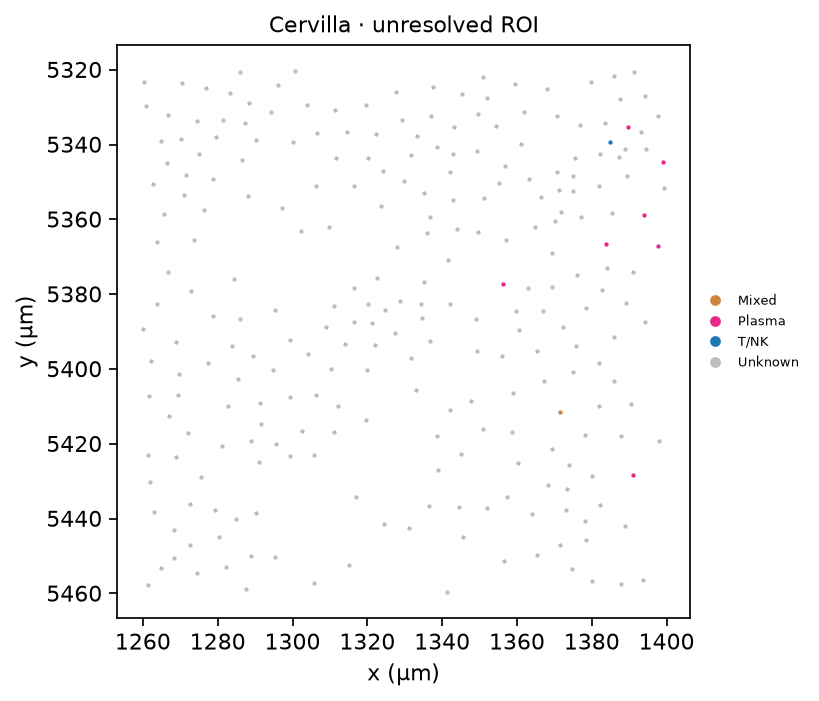 Cervilla · unresolved ROI
y (µm)
5320
5340
5360
5380
5400
5420
5440
5460
1260 1280 1300 1320 1340 1360 1380 1400
x (µm)
Mixed
Plasma
T/NK
Unknown